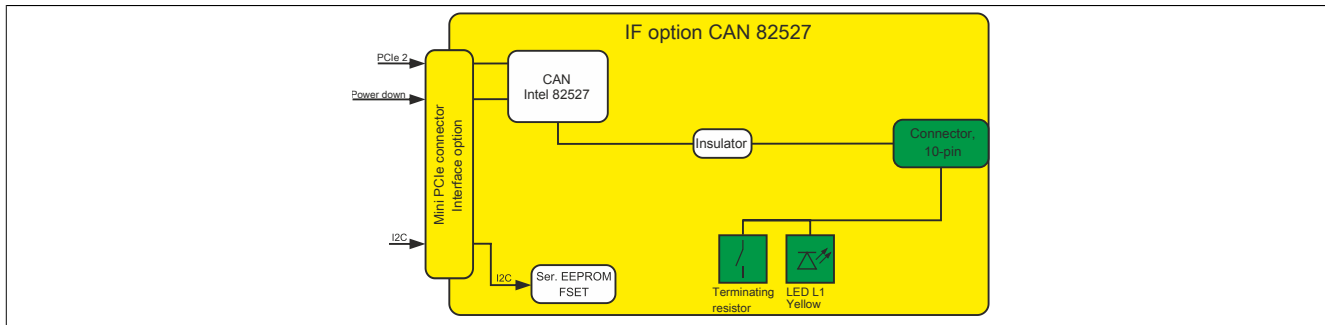 IF option CAN 82527
PCIe 2
Power down
I2C
Mini PCIe connector
Interface option
CAN
Intel 82527
Insulator
Connector,
10-pin
I2C
Ser. EEPROM
FSET
Terminating
resistor
LED L1
Yellow